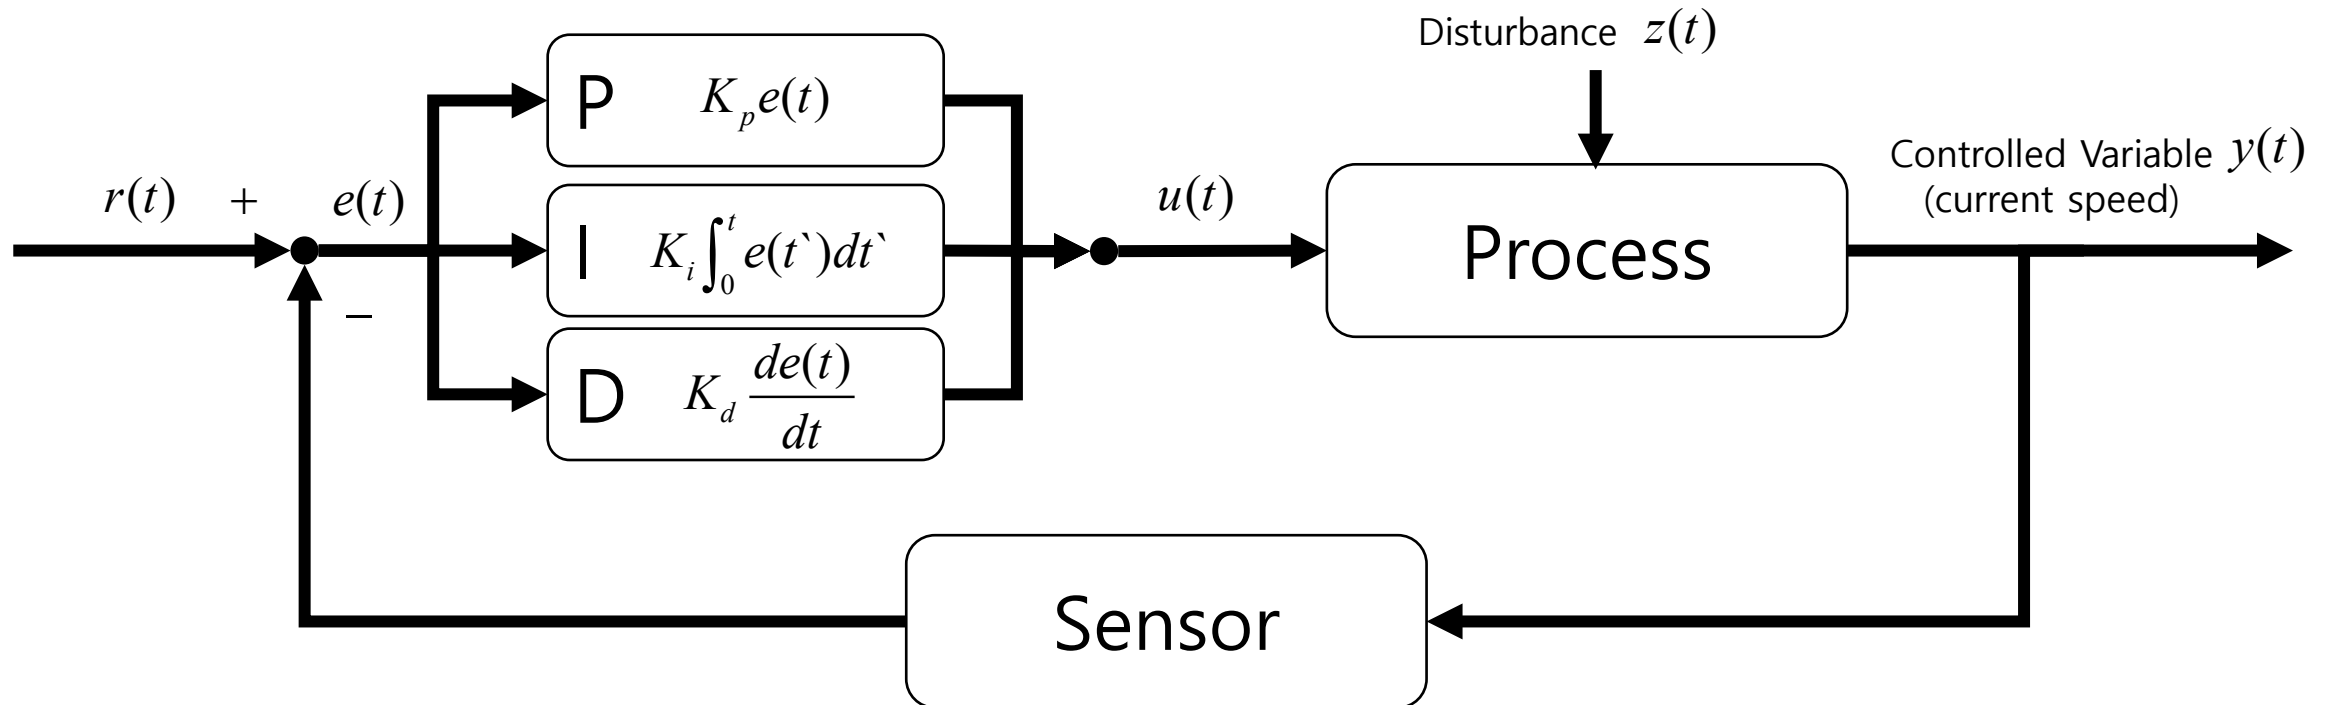 Disturbance z(t)
P K_p e(t)
Controlled Variable y(t)
(current speed)
r(t) + e(t)
u(t)
I K_i ∫_0^t e(t`)dt`
Process
−
D K_d de(t)/dt
Sensor